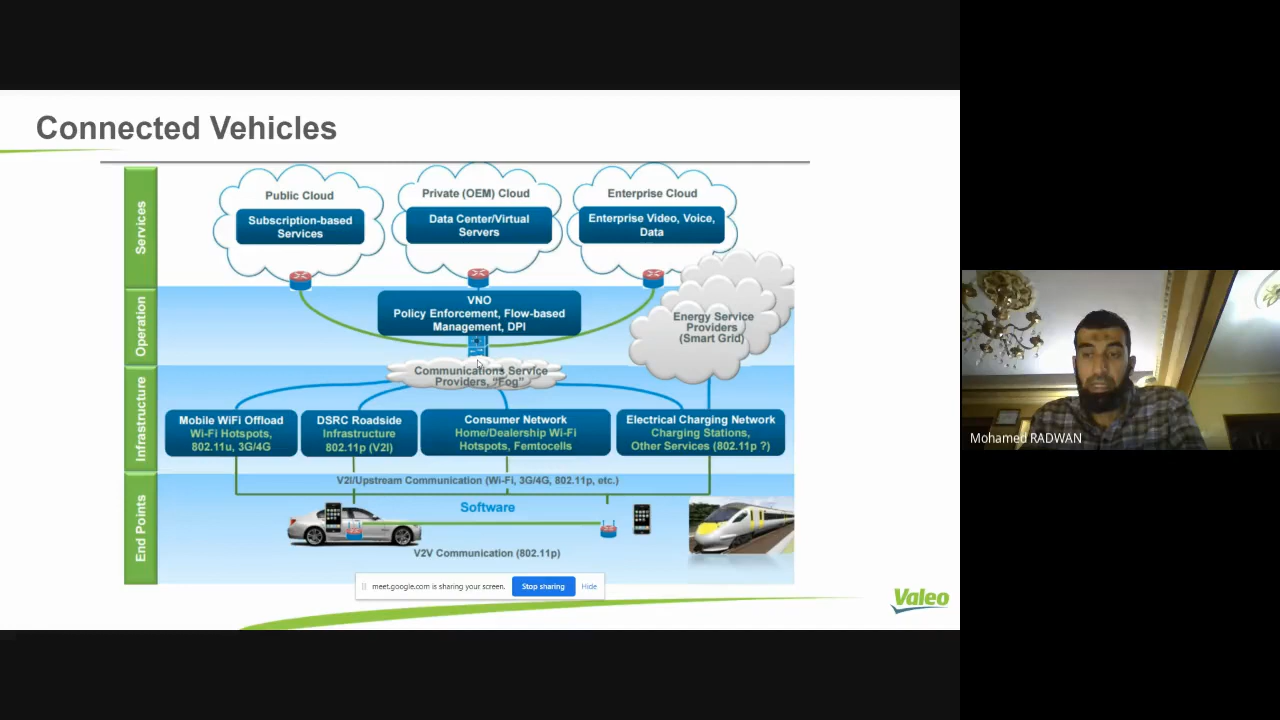 Connected Vehicles
Services
Public Cloud
Subscription-based
Services
Private (OEM) Cloud
Data Center/Virtual
Servers
Enterprise Cloud
Enterprise Video, Voice,
Data
Operation
VNO
Policy Enforcement, Flow-based
Management, DPI
Energy Service
Providers
(Smart Grid)
Communications Service
Providers, "Fog"
Infrastructure
Mobile WiFi Offload
Wi-Fi Hotspots,
802.11u, 3G/4G
DSRC Roadside
Infrastructure
802.11p (V2I)
Consumer Network
Home/Dealership Wi-Fi
Hotspots, Femtocells
Electrical Charging Network
Charging Stations,
Other Services (802.11p ?)
End Points
V2I/Upstream Communication (Wi-Fi, 3G/4G, 802.11p, etc.)
Software
V2V Communication (802.11p)
meet.google.com is sharing your screen.
Stop sharing
Hide
Valeo
Mohamed RADWAN